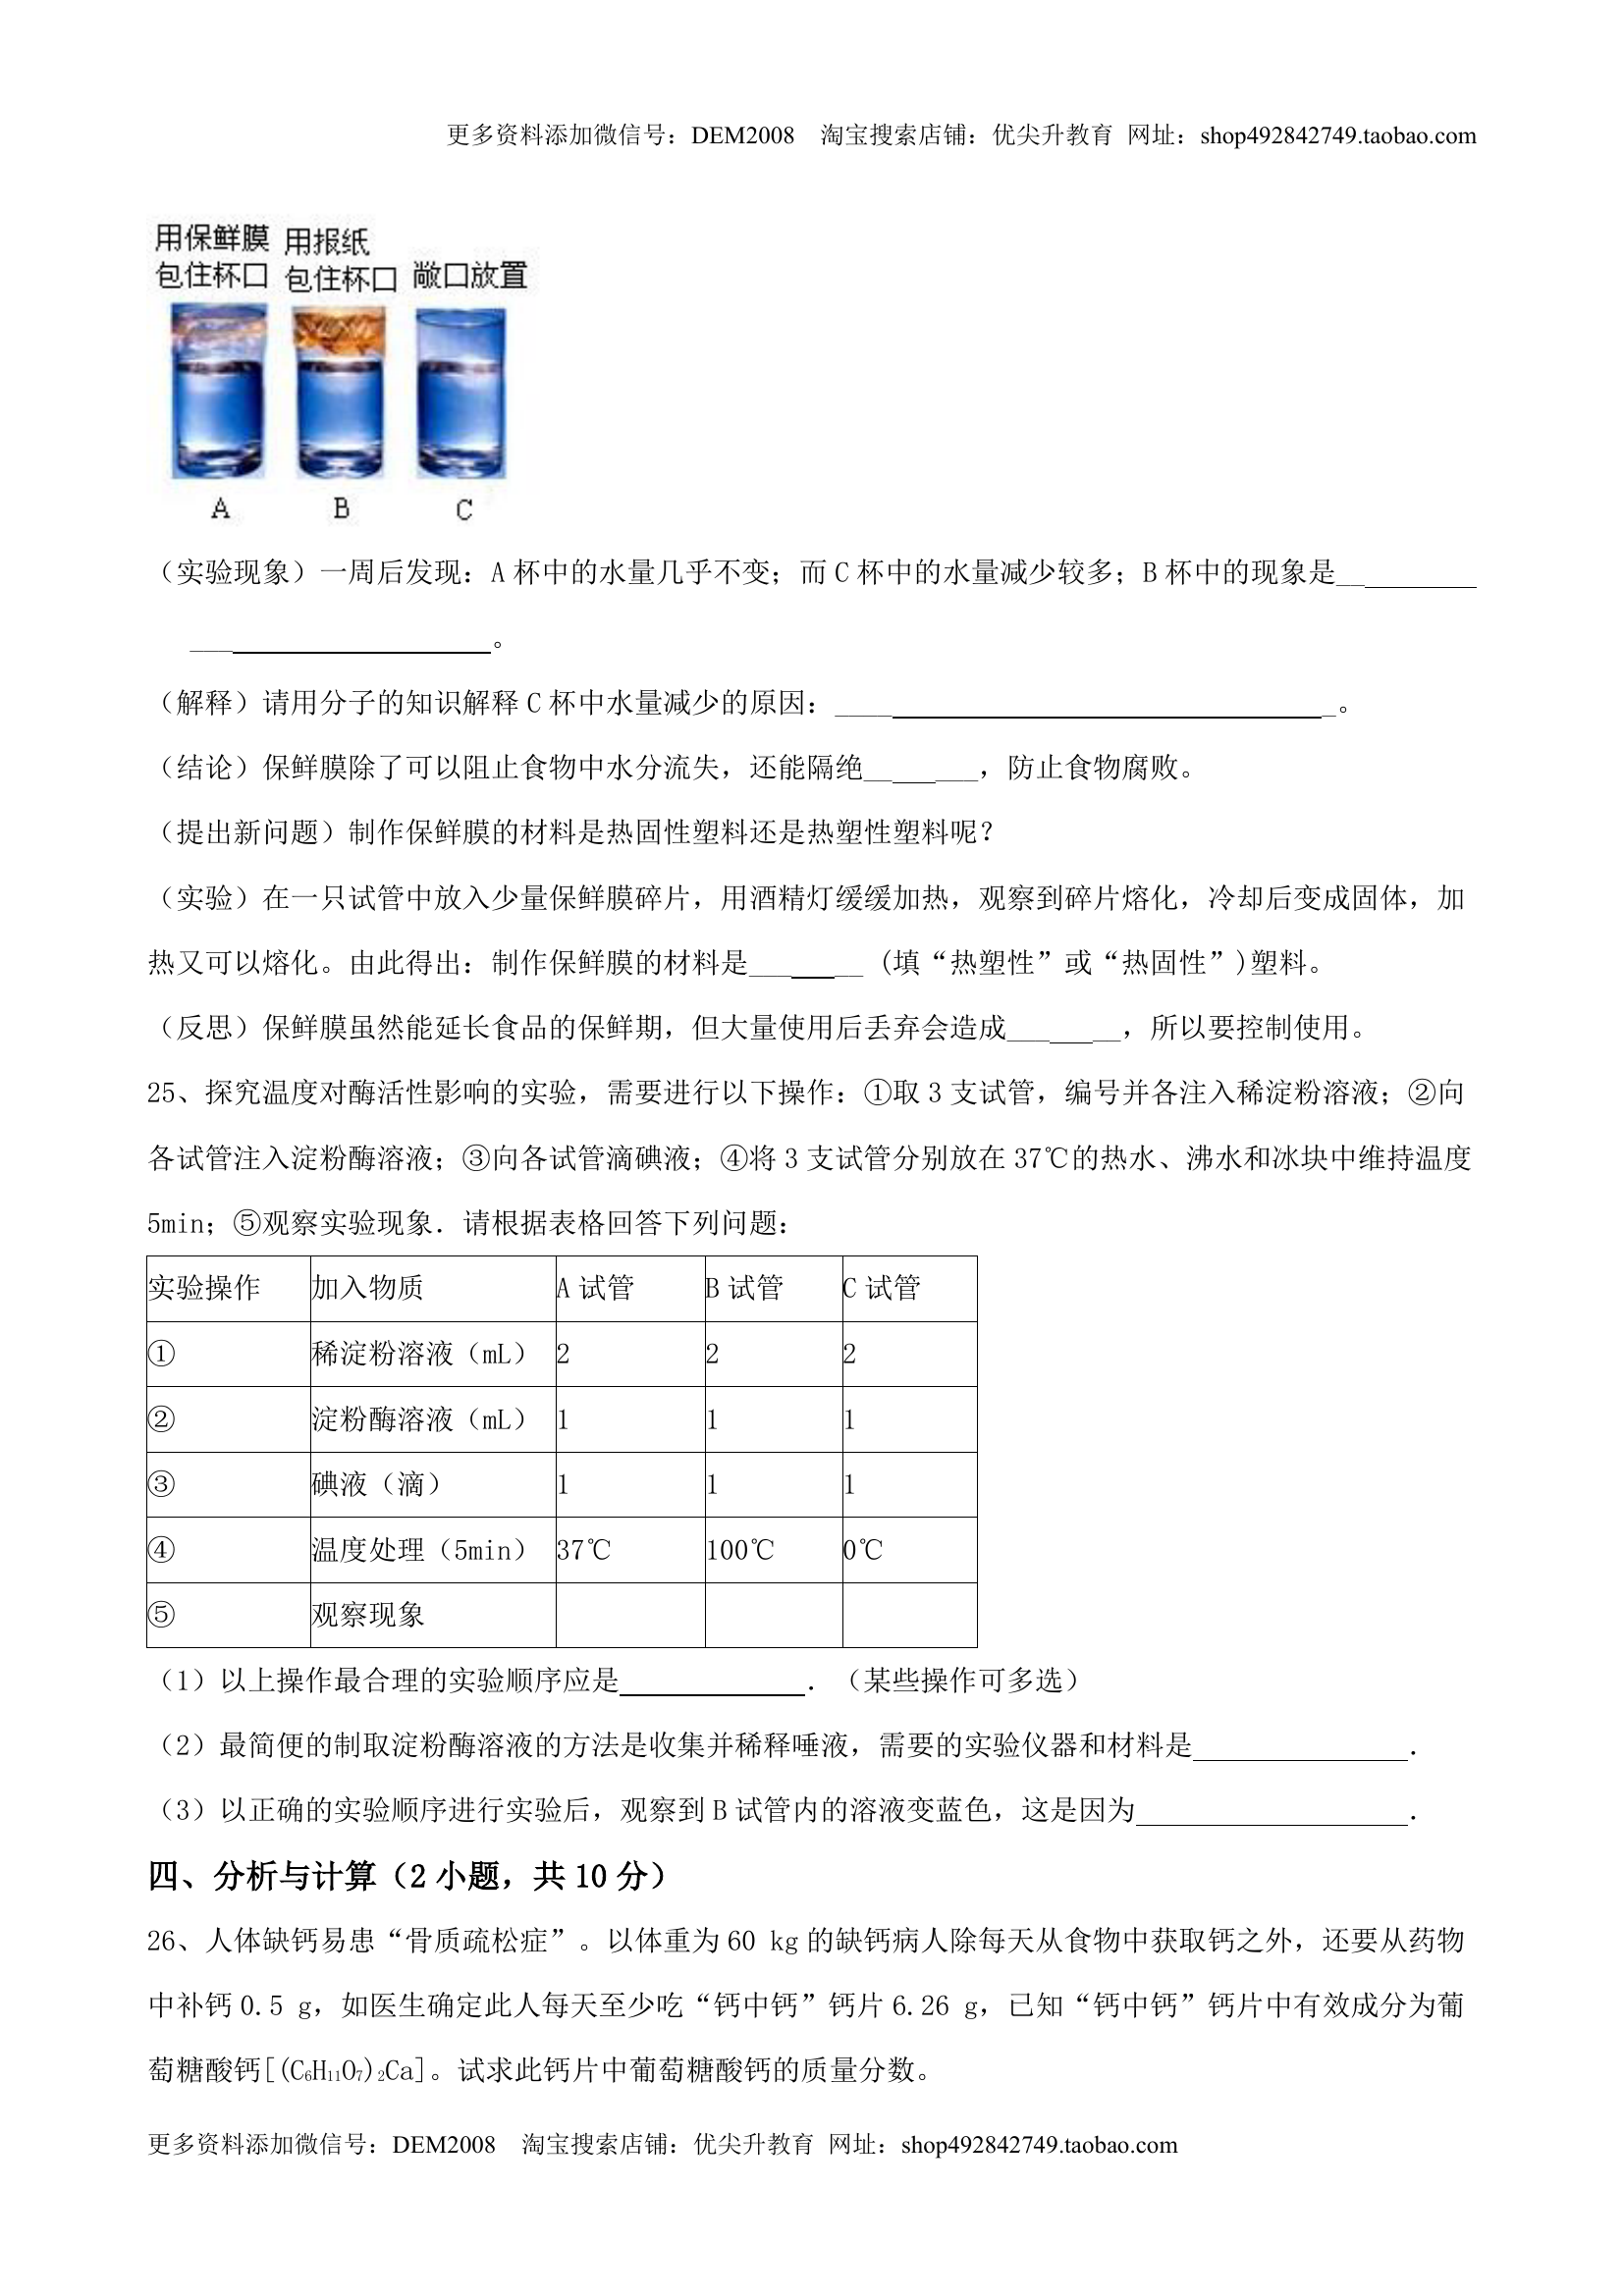 更多资料添加微信号：DEM2008 淘宝搜索店铺：优尖升教育 网址：shop492842749.taobao.com
用保鲜膜 用报纸
包住杯口 包住杯口 敞口放置
A B C
（实验现象）一周后发现：A 杯中的水量几乎不变；而 C 杯中的水量减少较多；B 杯中的现象是__________
____________________。
（解释）请用分子的知识解释 C 杯中水量减少的原因：___________________________________。
（结论）保鲜膜除了可以阻止食物中水分流失，还能隔绝________，防止食物腐败。
（提出新问题）制作保鲜膜的材料是热固性塑料还是热塑性塑料呢？
（实验）在一只试管中放入少量保鲜膜碎片，用酒精灯缓缓加热，观察到碎片熔化，冷却后变成固体，加
热又可以熔化。由此得出：制作保鲜膜的材料是________ (填“热塑性”或“热固性”)塑料。
（反思）保鲜膜虽然能延长食品的保鲜期，但大量使用后丢弃会造成________，所以要控制使用。
25、探究温度对酶活性影响的实验，需要进行以下操作：①取 3 支试管，编号并各注入稀淀粉溶液；②向
各试管注入淀粉酶溶液；③向各试管滴碘液；④将 3 支试管分别放在 37℃的热水、沸水和冰块中维持温度
5min；⑤观察实验现象．请根据表格回答下列问题：
实验操作 加入物质 A 试管 B 试管 C 试管
① 稀淀粉溶液（mL） 2 2 2
② 淀粉酶溶液（mL） 1 1 1
③ 碘液（滴） 1 1 1
④ 温度处理（5min） 37℃ 100℃ 0℃
⑤ 观察现象
（1）以上操作最合理的实验顺序应是_____________．（某些操作可多选）
（2）最简便的制取淀粉酶溶液的方法是收集并稀释唾液，需要的实验仪器和材料是_______________．
（3）以正确的实验顺序进行实验后，观察到 B 试管内的溶液变蓝色，这是因为___________________．
四、分析与计算（2 小题，共 10 分）
26、人体缺钙易患“骨质疏松症”。以体重为 60 kg 的缺钙病人除每天从食物中获取钙之外，还要从药物
中补钙 0.5 g，如医生确定此人每天至少吃“钙中钙”钙片 6.26 g，已知“钙中钙”钙片中有效成分为葡
萄糖酸钙[(C₆H₁₁O₇)₂Ca]。试求此钙片中葡萄糖酸钙的质量分数。
更多资料添加微信号：DEM2008 淘宝搜索店铺：优尖升教育 网址：shop492842749.taobao.com